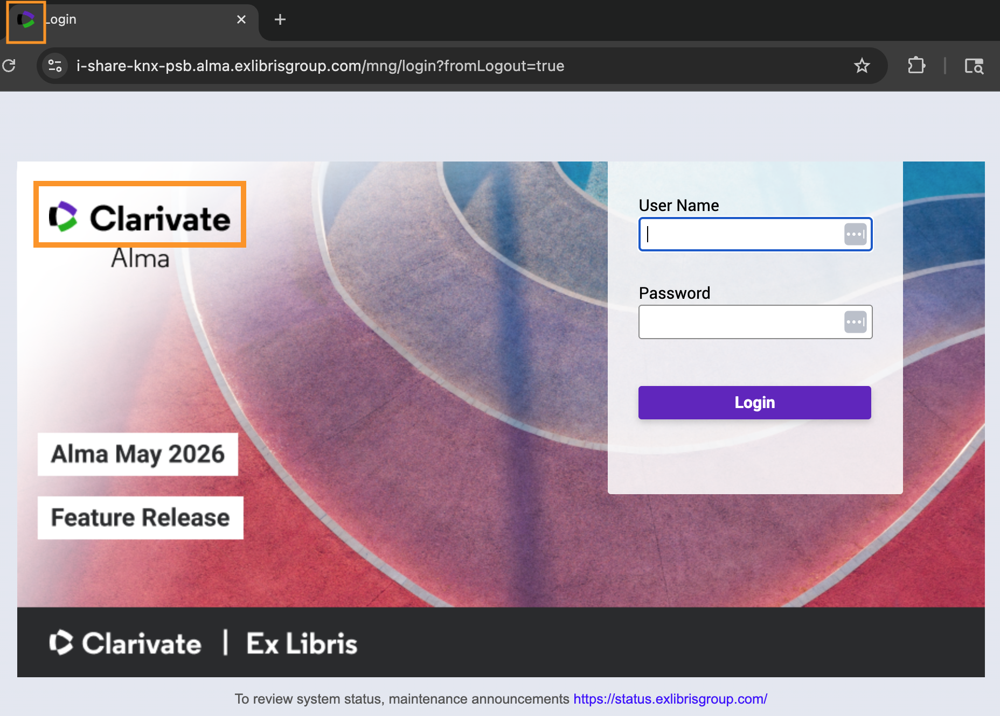 Login
i-share-knx-psb.alma.exlibrisgroup.com/mng/login?fromLogout=true
Clarivate
Alma
User Name
Password
Login
Alma May 2026
Feature Release
Clarivate | Ex Libris
To review system status, maintenance announcements https://status.exlibrisgroup.com/